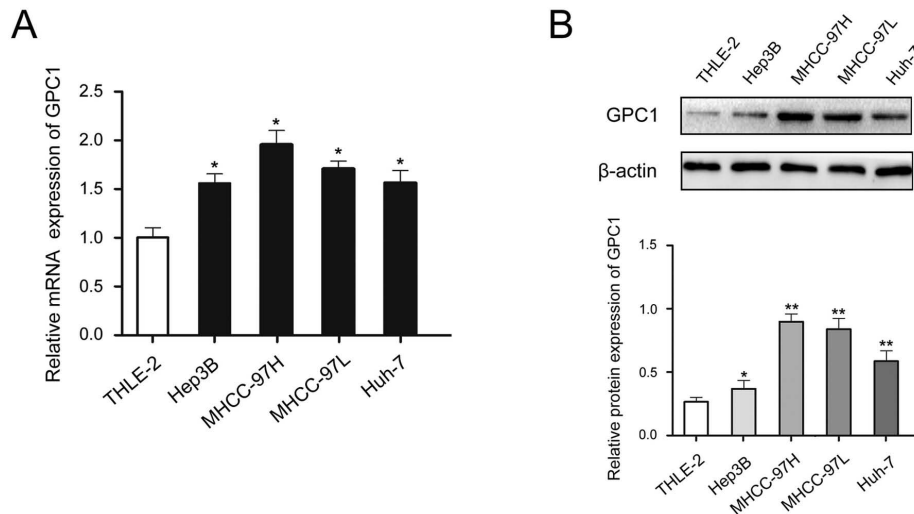 A
Relative mRNA expression of GPC1
2.5
2.0
1.5
1.0
0.5
0.0
*
*
*
*
THLE-2
Hep3B
MHCC-97H
MHCC-97L
Huh-7
B
THLE-2
Hep3B
MHCC-97H
MHCC-97L
Huh-7
GPC1
β-actin
Relative protein expression of GPC1
1.5
1.0
0.5
0.0
*
**
**
**
THLE-2
Hep3B
MHCC-97H
MHCC-97L
Huh-7